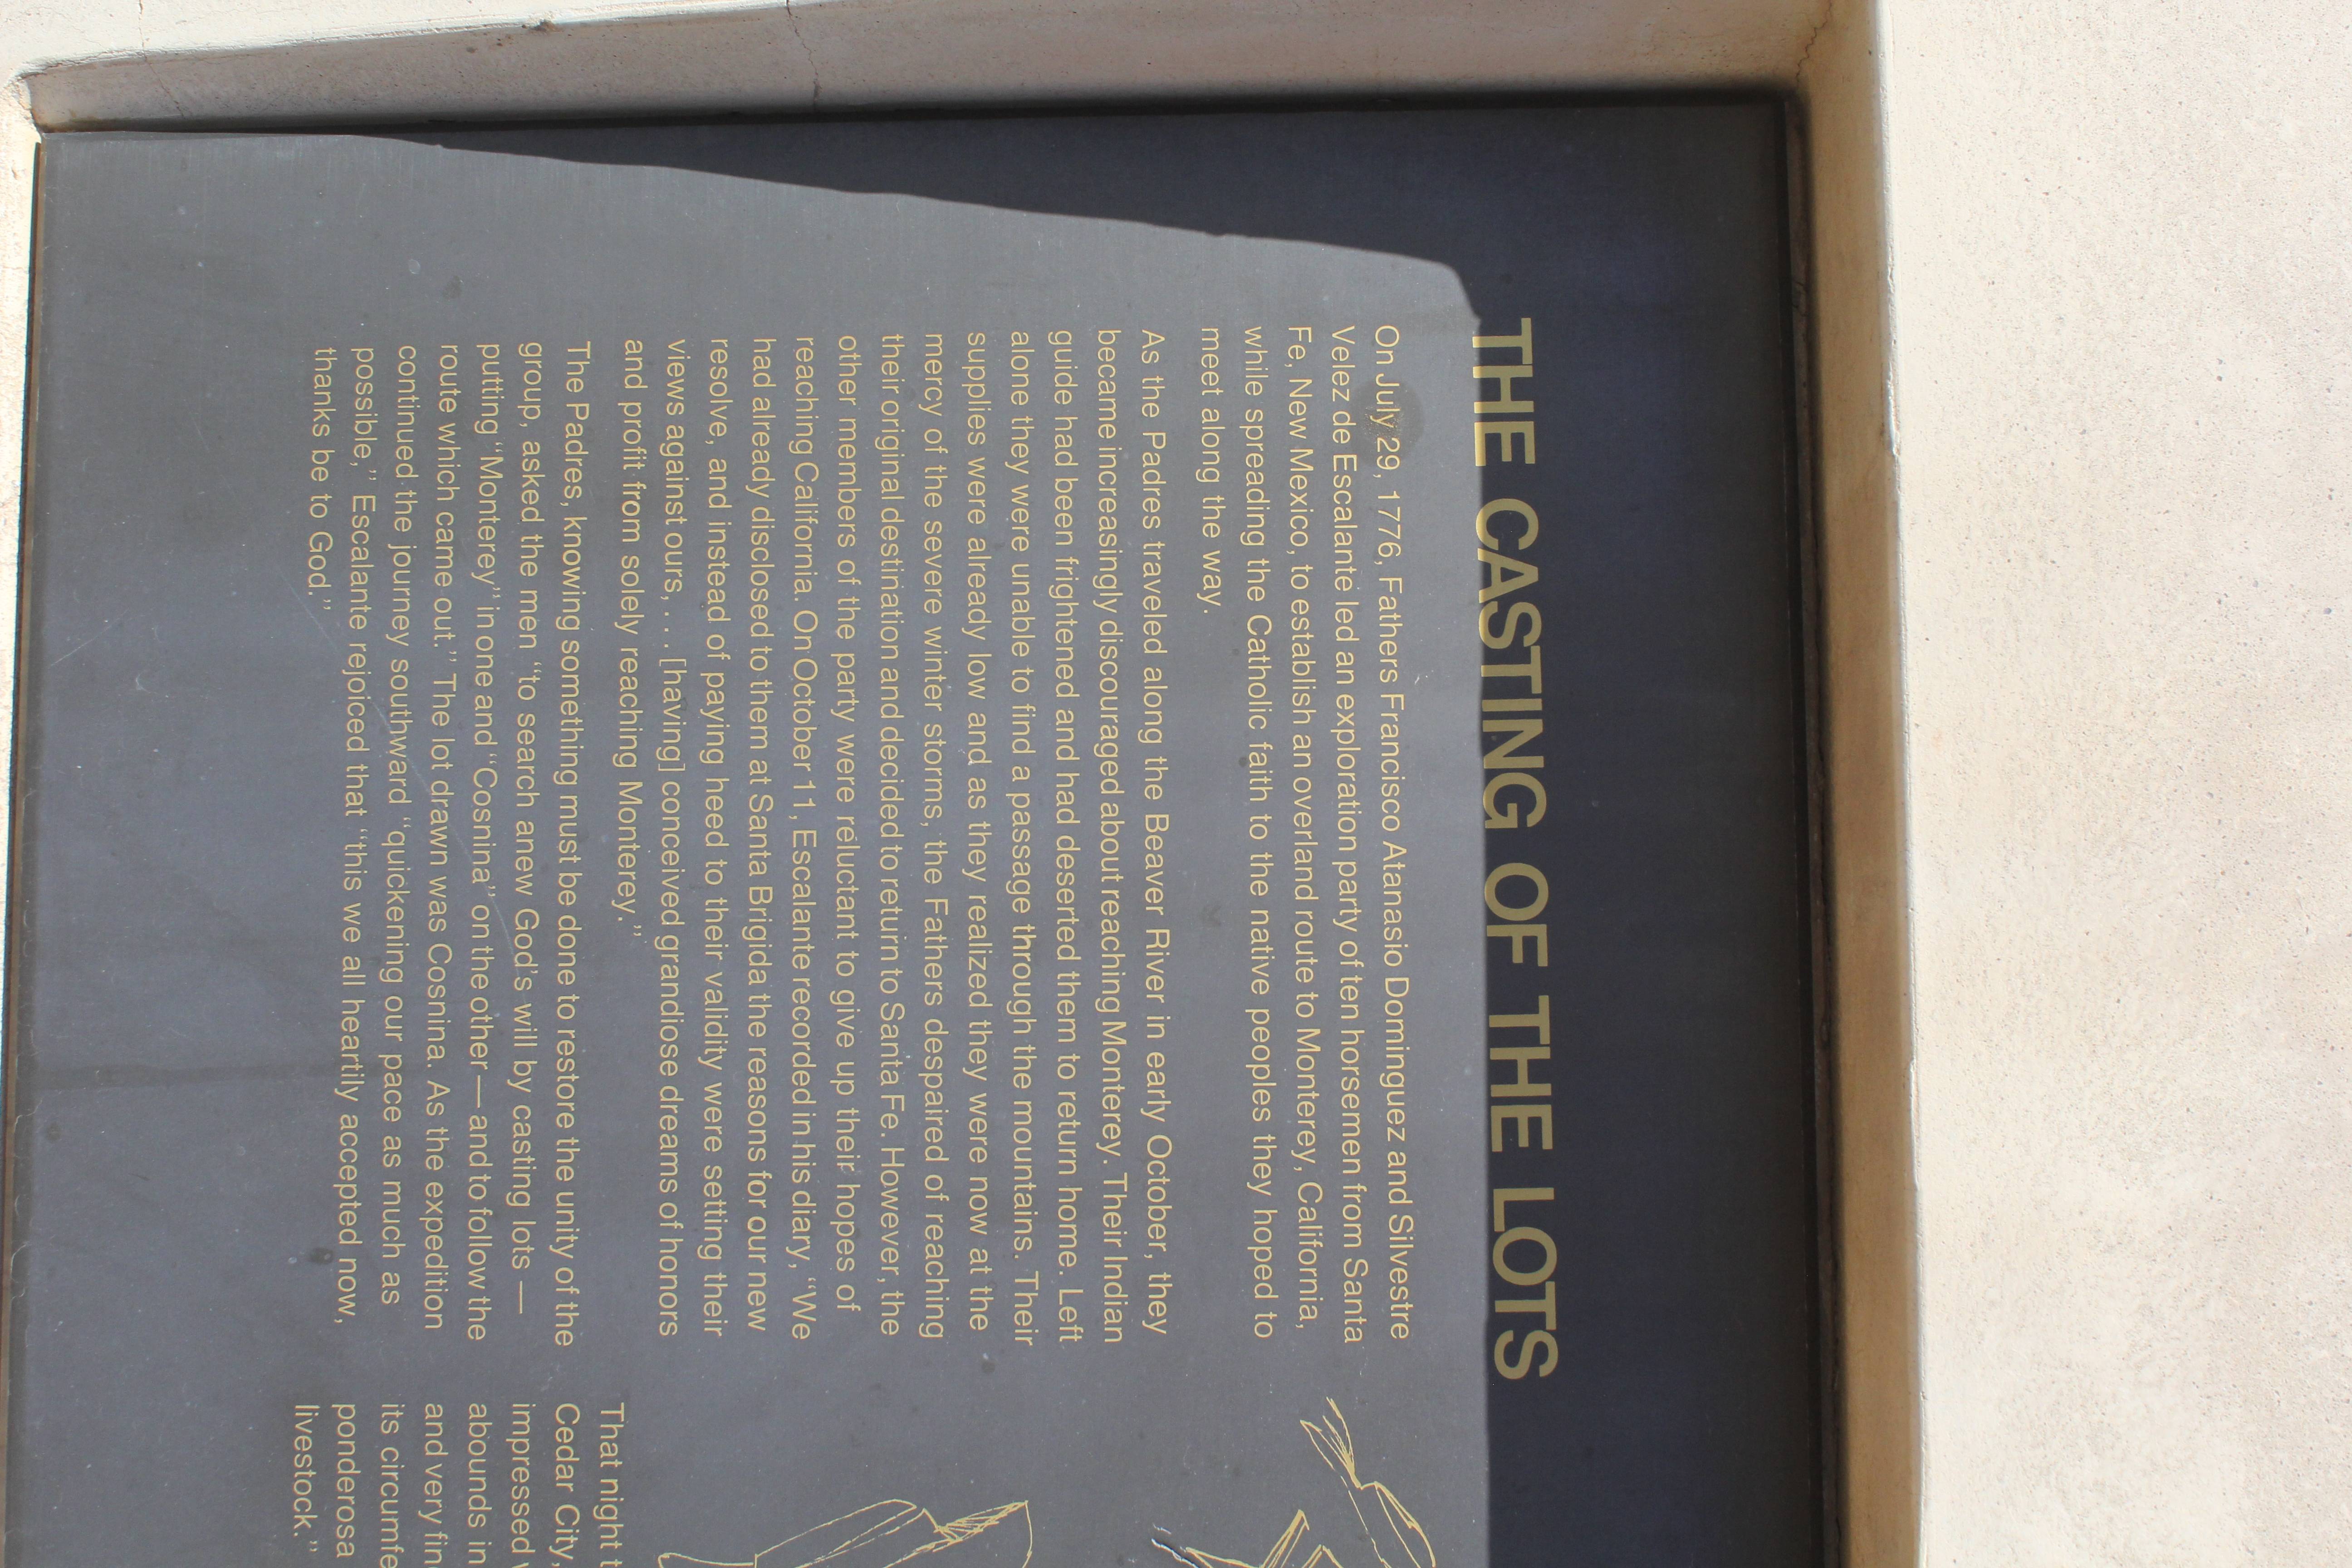 THE CASTING OF THE LOTS
On July 29, 1776, Fathers Francisco Atanasio Dominguez and Silvestre
Velez de Escalante led an exploration party of ten horsemen from Santa
Fe, New Mexico, to establish an overland route to Monterey, California,
while spreading the Catholic faith to the native peoples they hoped to
meet along the way.
As the Padres traveled along the Beaver River in early October, they
became increasingly discouraged about reaching Monterey. Their Indian
guide had been frightened and had deserted them to return home. Left
alone they were unable to find a passage through the mountains. Their
supplies were already low and as they realized they were now at the
mercy of the severe winter storms, the Fathers despaired of reaching
their original destination and decided to return to Santa Fe. However, the
other members of the party were reluctant to give up their hopes of
reaching California. On October 11, Escalante recorded in his diary, “We
had already disclosed to them at Santa Brigida the reasons for our new
resolve, and instead of paying heed to their validity were setting their
views against ours, . . . [having] conceived grandiose dreams of honors
and profit from solely reaching Monterey.”
The Padres, knowing something must be done to restore the unity of the
group, asked the men “to search anew God's will by casting lots —
putting “Monterey” in one and “Cosnina” on the other — and to follow the
route which came out.” The lot drawn was Cosnina. As the expedition
continued the journey southward “quickening our pace as much as
possible,” Escalante rejoiced that “this we all heartily accepted now,
thanks be to God.”
That night
Cedar City,
impressed
abounds in
and very
its
ponderosa
livestock.”